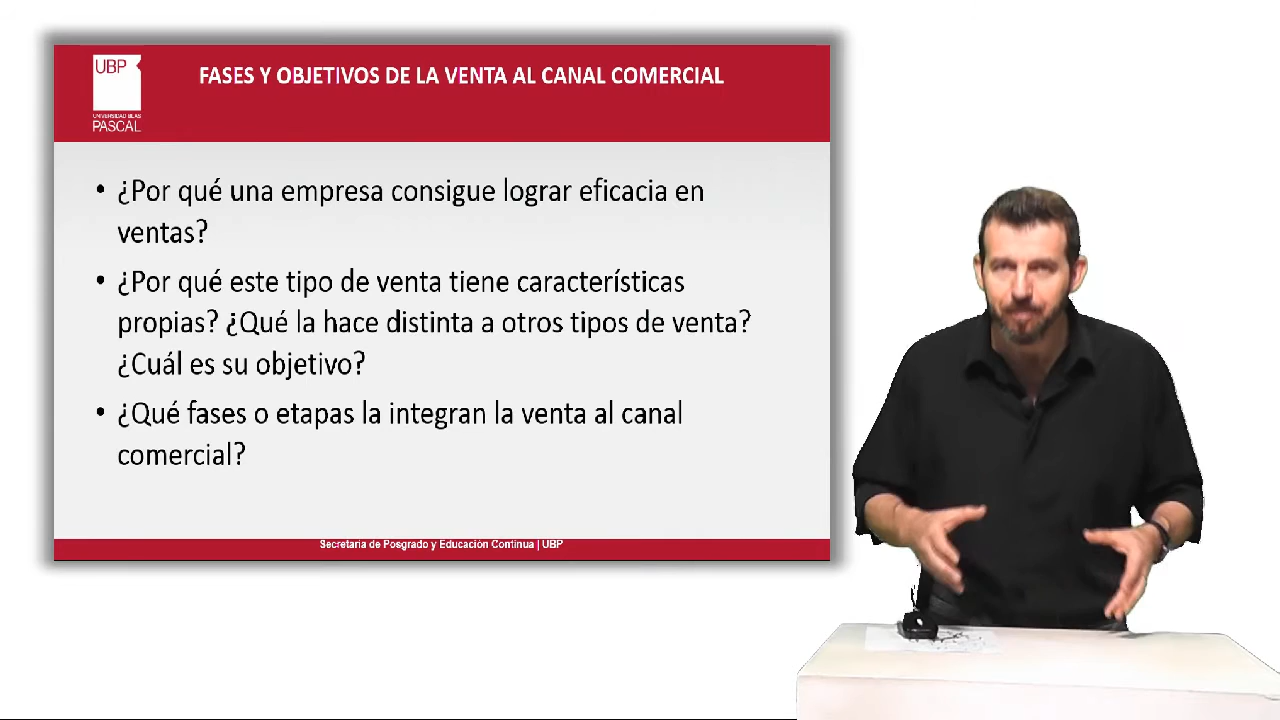 UBP
UNIVERSIDAD BLAS
PASCAL
FASES Y OBJETIVOS DE LA VENTA AL CANAL COMERCIAL
• ¿Por qué una empresa consigue lograr eficacia en
ventas?
• ¿Por qué este tipo de venta tiene características
propias? ¿Qué la hace distinta a otros tipos de venta?
¿Cuál es su objetivo?
• ¿Qué fases o etapas la integran la venta al canal
comercial?
Secretaría de Posgrado y Educación Continua | UBP